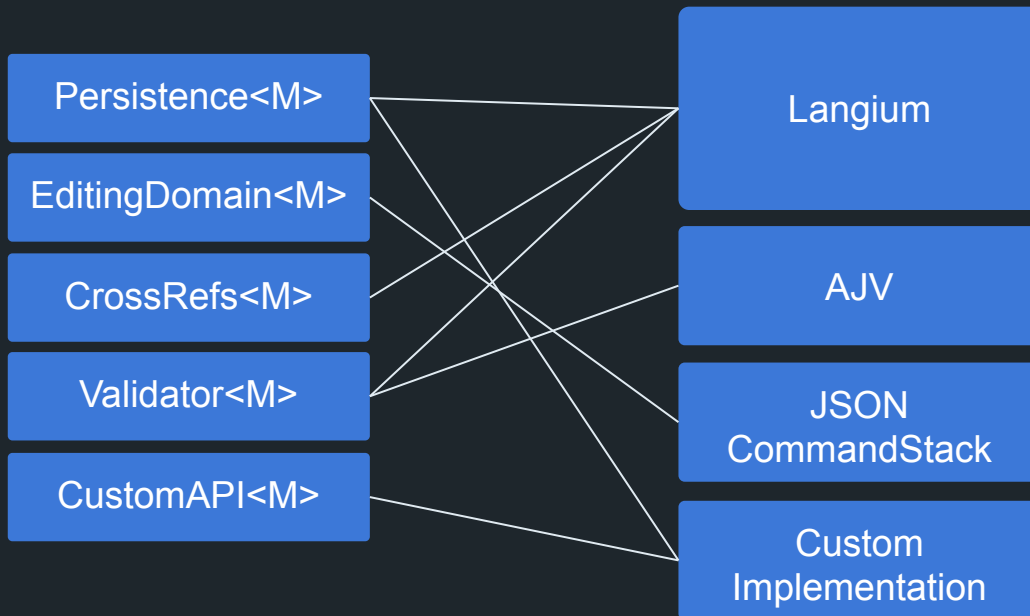 Persistence<M>
EditingDomain<M>
CrossRefs<M>
Validator<M>
CustomAPI<M>
Langium
AJV
JSON
CommandStack
Custom
Implementation